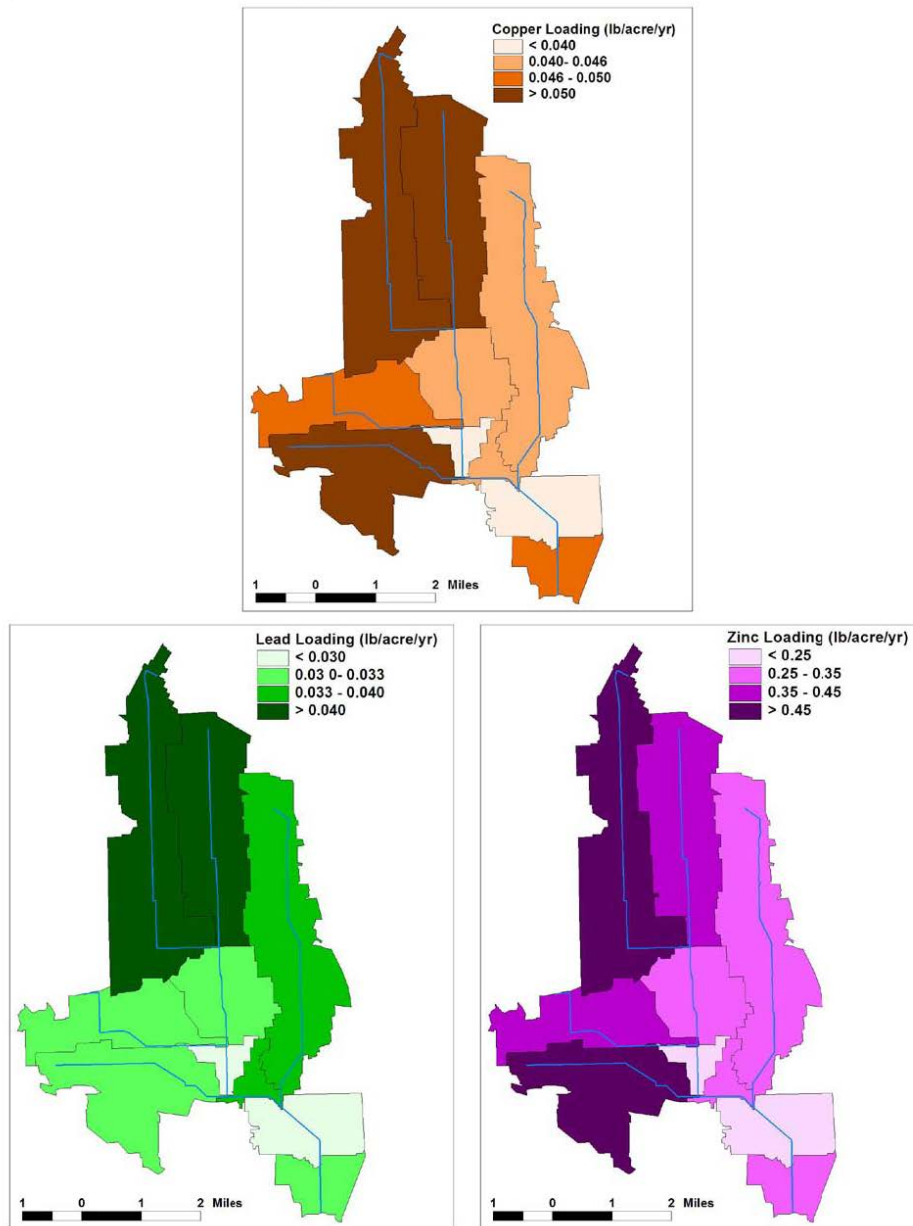 Copper Loading (lb/acre/yr)
< 0.040
0.040- 0.046
0.046 - 0.050
> 0.050
1 0 1 2 Miles
Lead Loading (lb/acre/yr)
< 0.030
0.03 0- 0.033
0.033 - 0.040
> 0.040
1 0 1 2 Miles
Zinc Loading (lb/acre/yr)
< 0.25
0.25 - 0.35
0.35 - 0.45
> 0.45
1 0 1 2 Miles